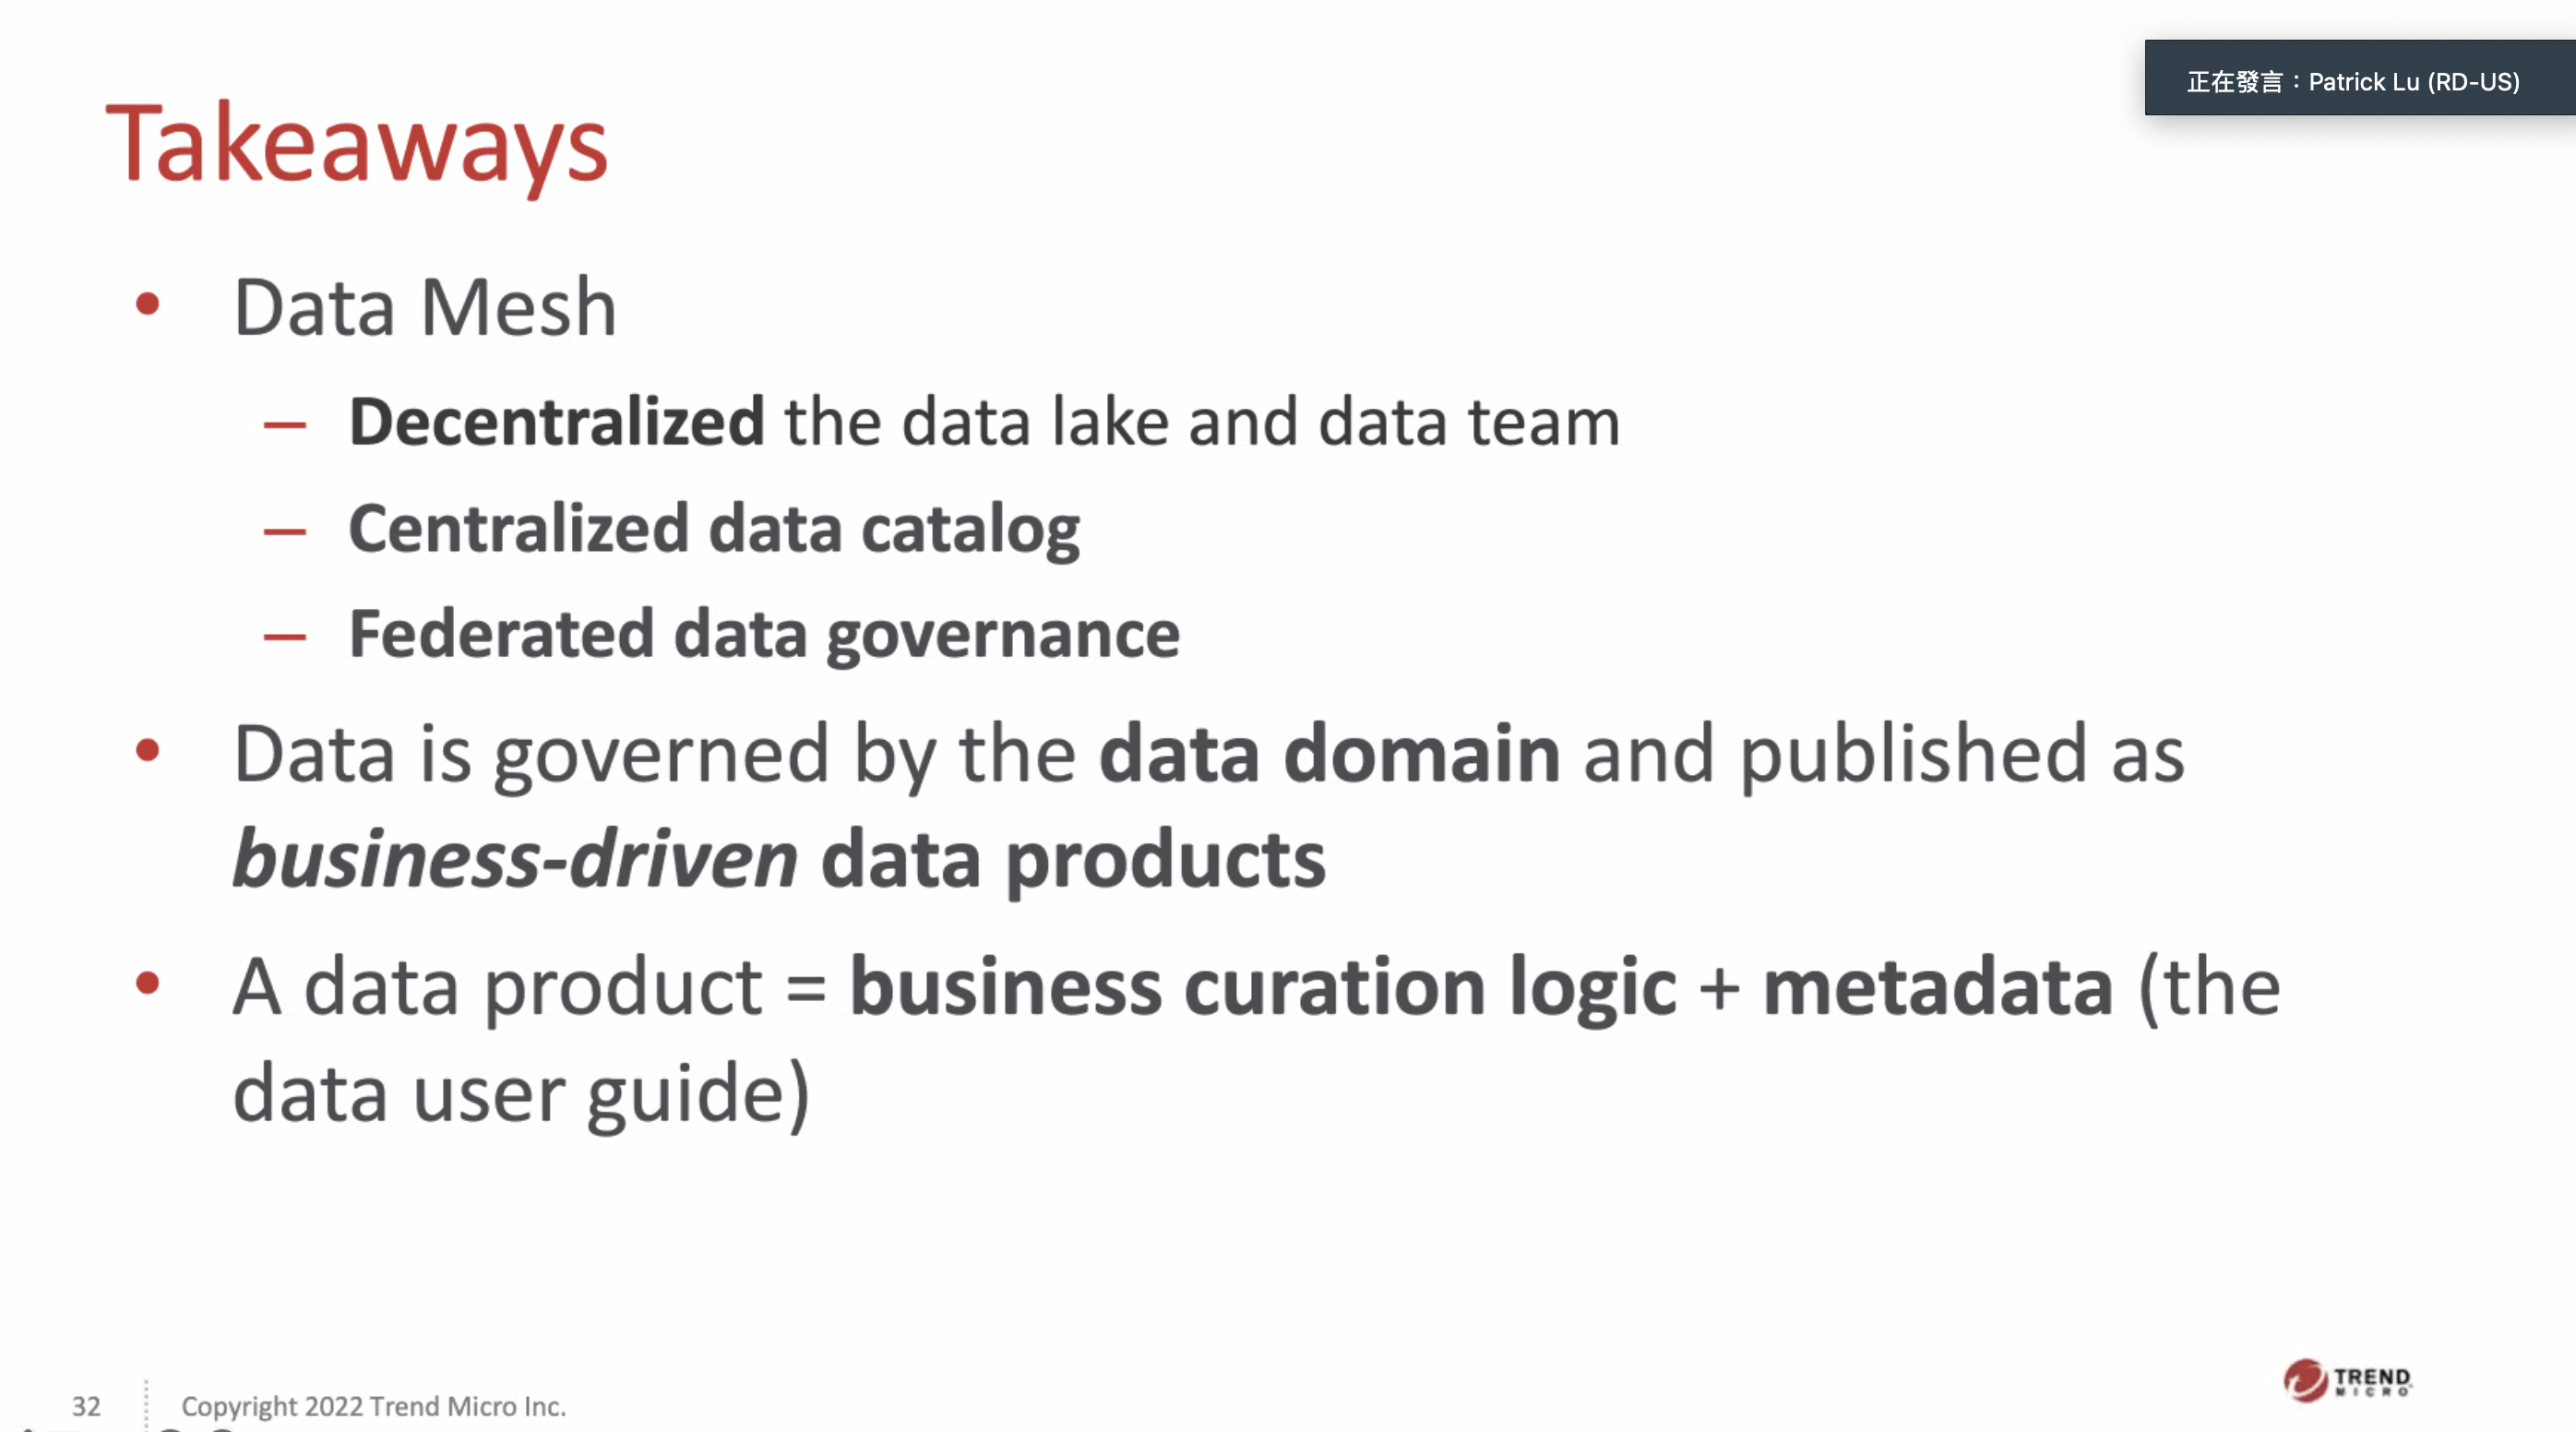 正在發言：Patrick Lu (RD-US)
Takeaways
• Data Mesh
– Decentralized the data lake and data team
– Centralized data catalog
– Federated data governance
• Data is governed by the data domain and published as
business-driven data products
• A data product = business curation logic + metadata (the
data user guide)
32
Copyright 2022 Trend Micro Inc.
TREND
MICRO